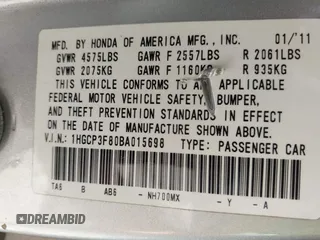 MFD. BY HONDA OF AMERICA MFG., INC. 01/'11
GVWR 4575LBS GAWR F 2557LBS R 2061LBS
GVWR 2075KG GAWR F 1160KG R 935KG
THIS VEHICLE CONFORMS TO ALL APPLICABLE
FEDERAL MOTOR VEHICLE SAFETY, BUMPER,
AND THEFT PREVENTION STANDARDS IN EFFECT
ON THE DATE OF MANUFACTURE SHOWN ABOVE.
V.I.N.: 1HGCP3F80BA015698 TYPE: PASSENGER CAR
TA6 B AB6 - NH700MX - Y - A
DREAMBID